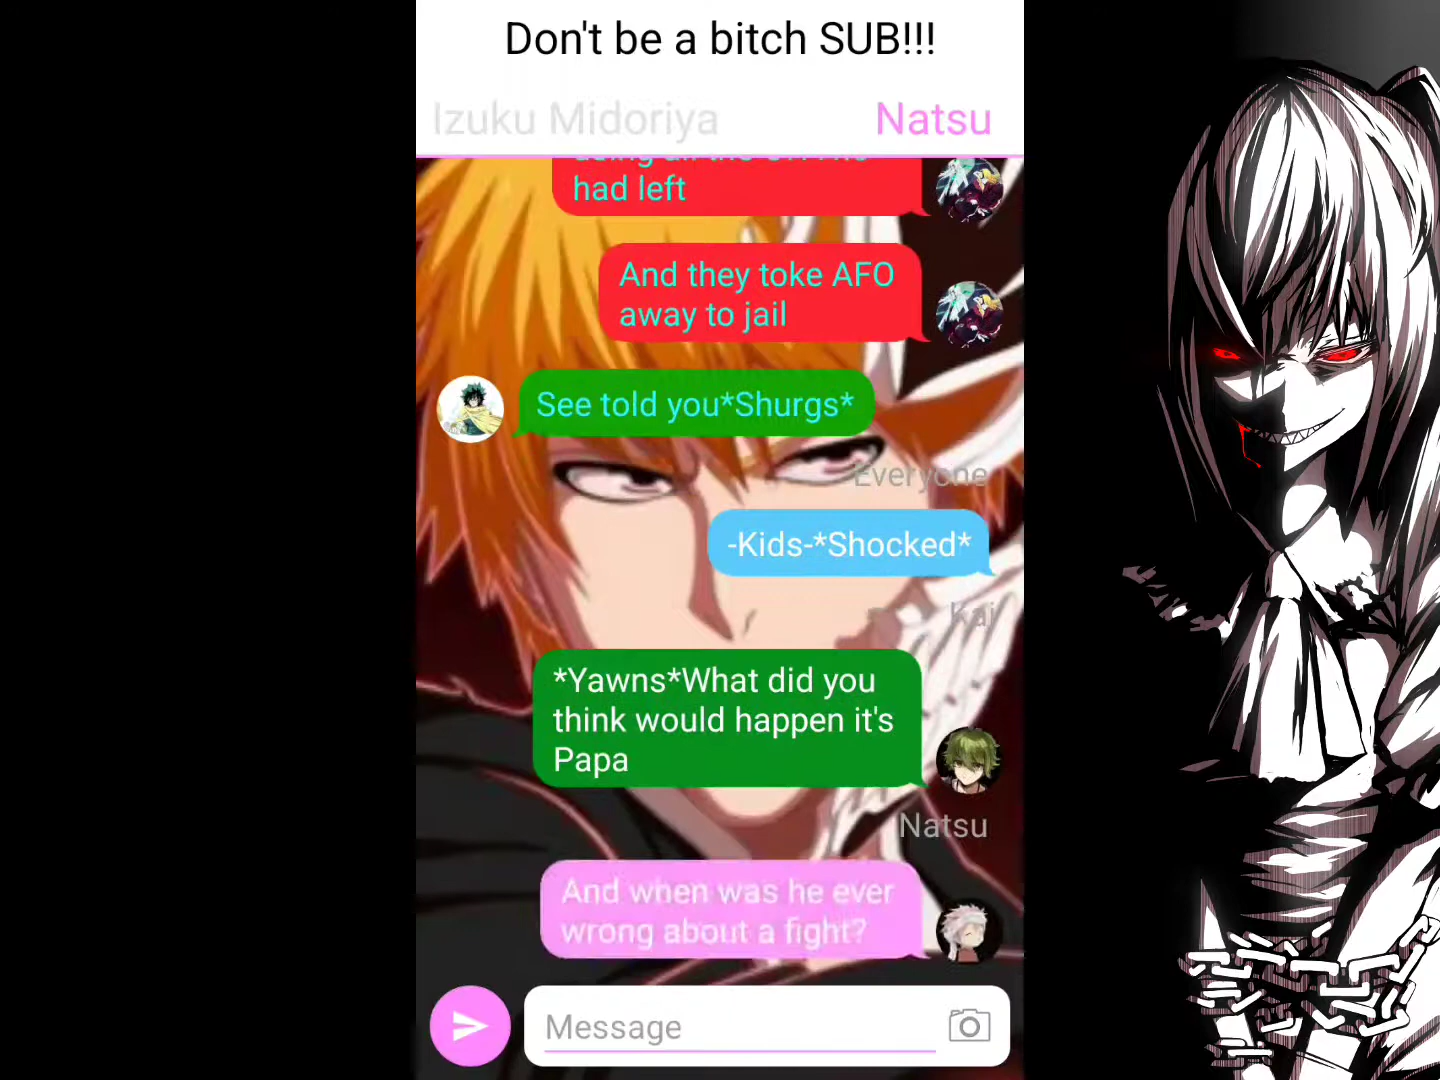 Don't be a bitch SUB!!!
Izuku Midoriya
Natsu
had left
And they toke AFO
away to jail
See told you*Shurgs*
Everyone
-Kids-*Shocked*
Kai
*Yawns*What did you
think would happen it's
Papa
Natsu
And when was he ever
wrong about a fight?
Message